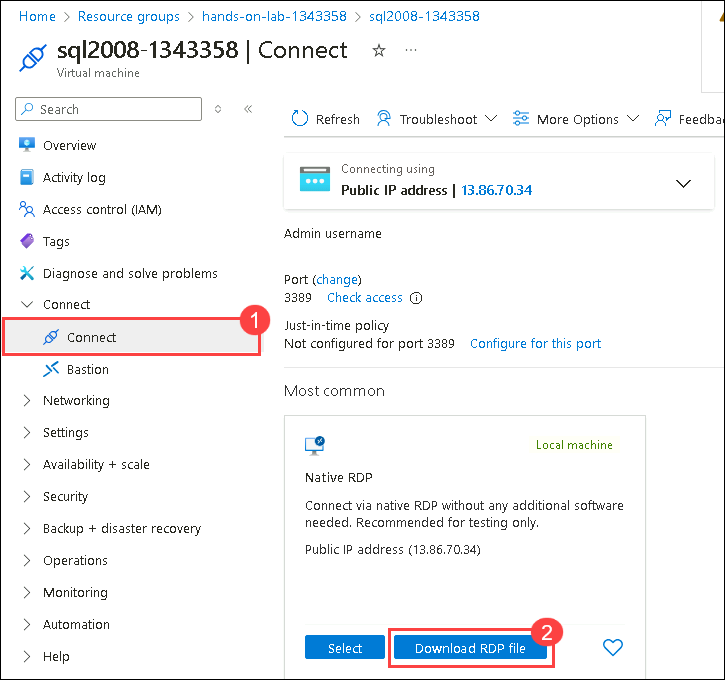 Home > Resource groups > hands-on-lab-1343358 > sql2008-1343358
sql2008-1343358 | Connect
Virtual machine
Search
Refresh
Troubleshoot
More Options
Feedbac
Overview
Activity log
Access control (IAM)
Tags
Diagnose and solve problems
Connect
Connect
1
Bastion
Networking
Settings
Availability + scale
Security
Backup + disaster recovery
Operations
Monitoring
Automation
Help
Connecting using
Public IP address | 13.86.70.34
Admin username
Port (change)
3389 Check access
Just-in-time policy
Not configured for port 3389 Configure for this port
Most common
Local machine
Native RDP
Connect via native RDP without any additional software
needed. Recommended for testing only.
Public IP address (13.86.70.34)
Select
Download RDP file
2